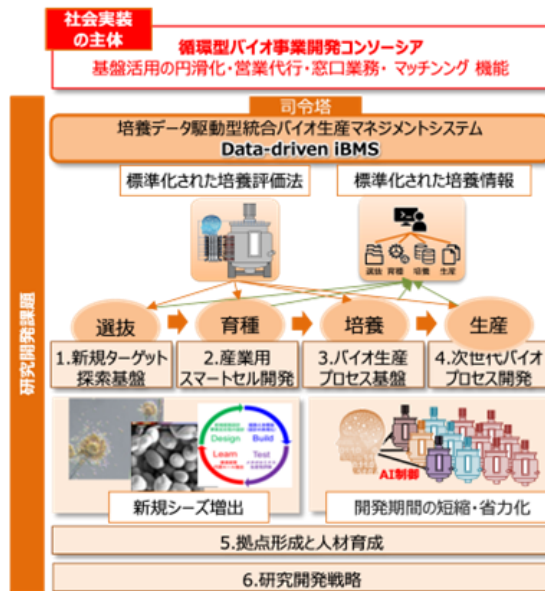 社会実装
の主体
循環型バイオ事業開発コンソーシア
基盤活用の円滑化・営業代行・窓口業務・ マッチンング 機能
司令塔
培養データ駆動型統合バイオ生産マネジメントシステム
Data-driven iBMS
標準化された培養評価法
標準化された培養情報
選抜 育種 培養 生産
研究開発課題
選抜
育種
培養
生産
1.新規ターゲット
探索基盤
2.産業用
スマートセル開発
3.バイオ生産
プロセス基盤
4.次世代バイオ
プロセス開発
Design
Build
Learn
Test
AI制御
新規シーズ増出
開発期間の短縮・省力化
5.拠点形成と人材育成
6.研究開発戦略